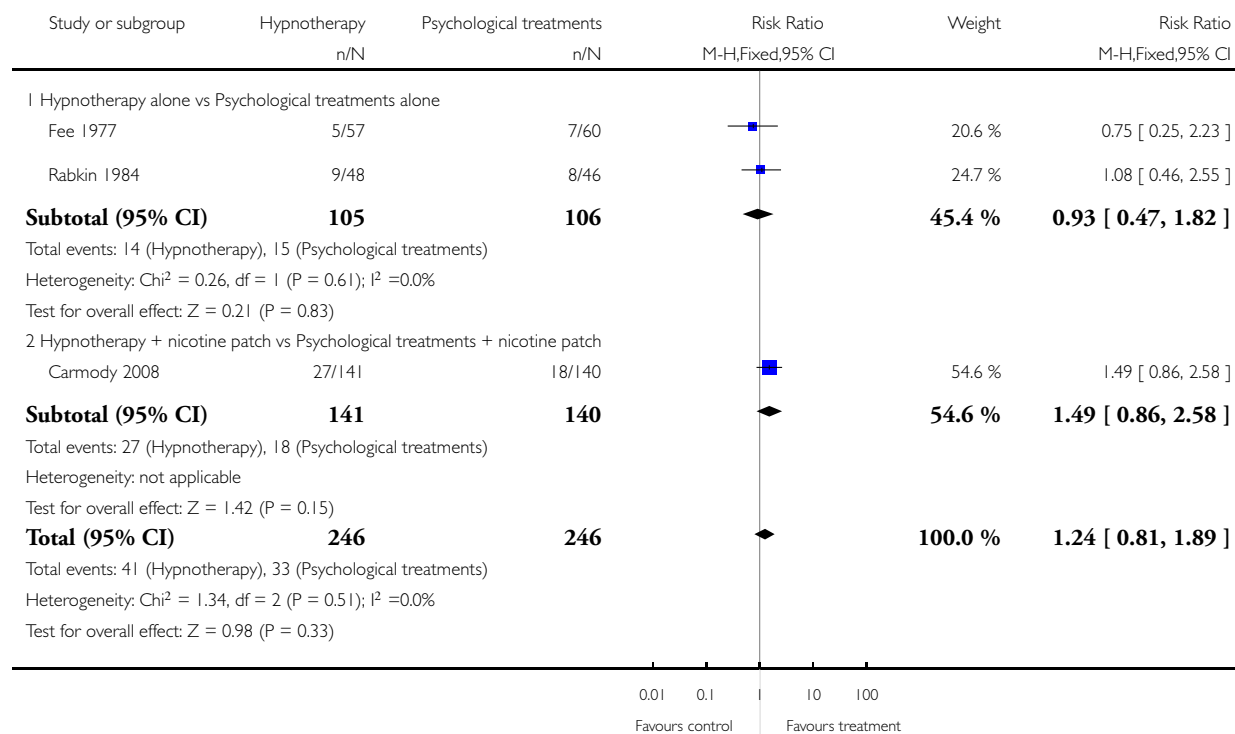 Study or subgroup Hypnotherapy Psychological treatments Risk Ratio Weight Risk Ratio
n/N n/N M-H,Fixed,95% CI M-H,Fixed,95% CI
1 Hypnotherapy alone vs Psychological treatments alone
Fee 1977 5/57 7/60 20.6 % 0.75 [ 0.25, 2.23 ]
Rabkin 1984 9/48 8/46 24.7 % 1.08 [ 0.46, 2.55 ]
Subtotal (95% CI) 105 106 45.4 % 0.93 [ 0.47, 1.82 ]
Total events: 14 (Hypnotherapy), 15 (Psychological treatments)
Heterogeneity: Chi² = 0.26, df = 1 (P = 0.61); I² =0.0%
Test for overall effect: Z = 0.21 (P = 0.83)
2 Hypnotherapy + nicotine patch vs Psychological treatments + nicotine patch
Carmody 2008 27/141 18/140 54.6 % 1.49 [ 0.86, 2.58 ]
Subtotal (95% CI) 141 140 54.6 % 1.49 [ 0.86, 2.58 ]
Total events: 27 (Hypnotherapy), 18 (Psychological treatments)
Heterogeneity: not applicable
Test for overall effect: Z = 1.42 (P = 0.15)
Total (95% CI) 246 246 100.0 % 1.24 [ 0.81, 1.89 ]
Total events: 41 (Hypnotherapy), 33 (Psychological treatments)
Heterogeneity: Chi² = 1.34, df = 2 (P = 0.51); I² =0.0%
Test for overall effect: Z = 0.98 (P = 0.33)
0.01 0.1 1 10 100
Favours control Favours treatment